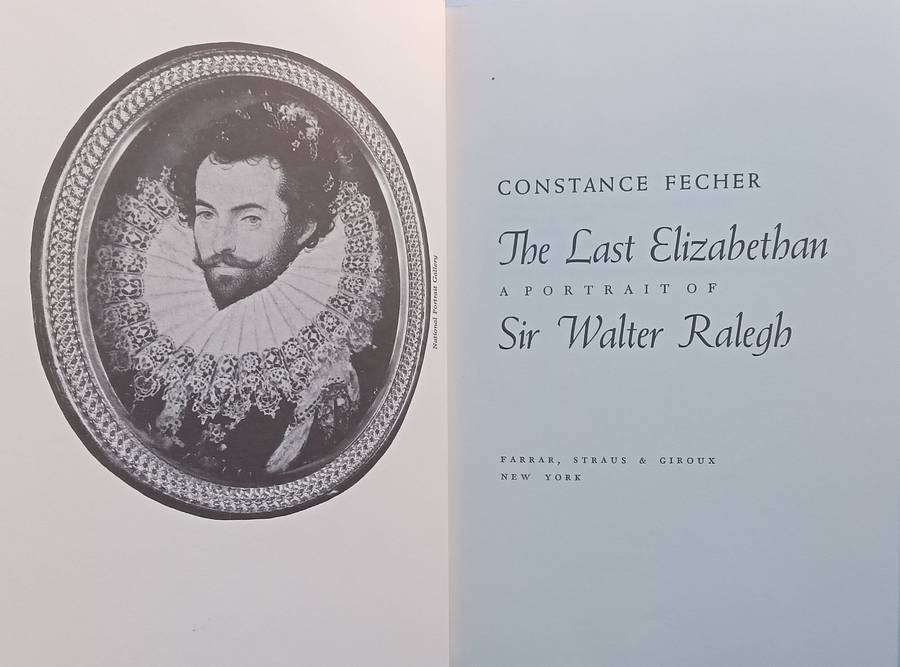 National Portrait Gallery
CONSTANCE FECHER
The Last Elizabethan
A PORTRAIT OF
Sir Walter Ralegh
FARRAR, STRAUS & GIROUX
NEW YORK